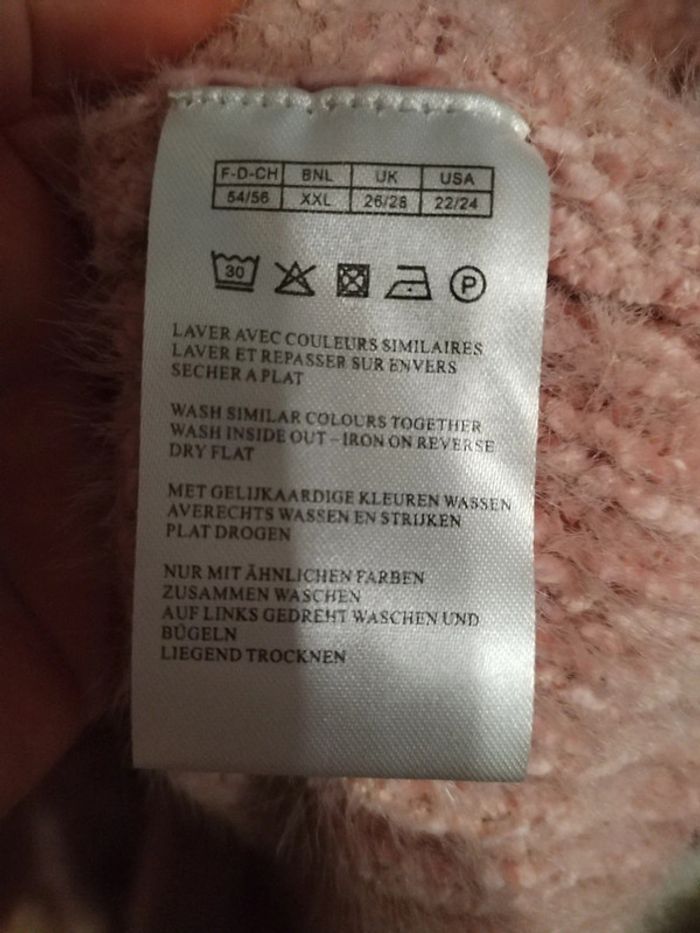 F-D-CH BNL UK USA
54/56 XXL 26/28 22/24
30 P
LAVER AVEC COULEURS SIMILAIRES
LAVER ET REPASSER SUR ENVERS
SECHER A PLAT
WASH SIMILAR COLOURS TOGETHER
WASH INSIDE OUT – IRON ON REVERSE
DRY FLAT
MET GELIJKAARDIGE KLEUREN WASSEN
AVERECHTS WASSEN EN STRIJKEN
PLAT DROGEN
NUR MIT ÄHNLICHEN FARBEN
ZUSAMMEN WASCHEN
AUF LINKS GEDREHT WASCHEN UND
BÜGELN
LIEGEND TROCKNEN